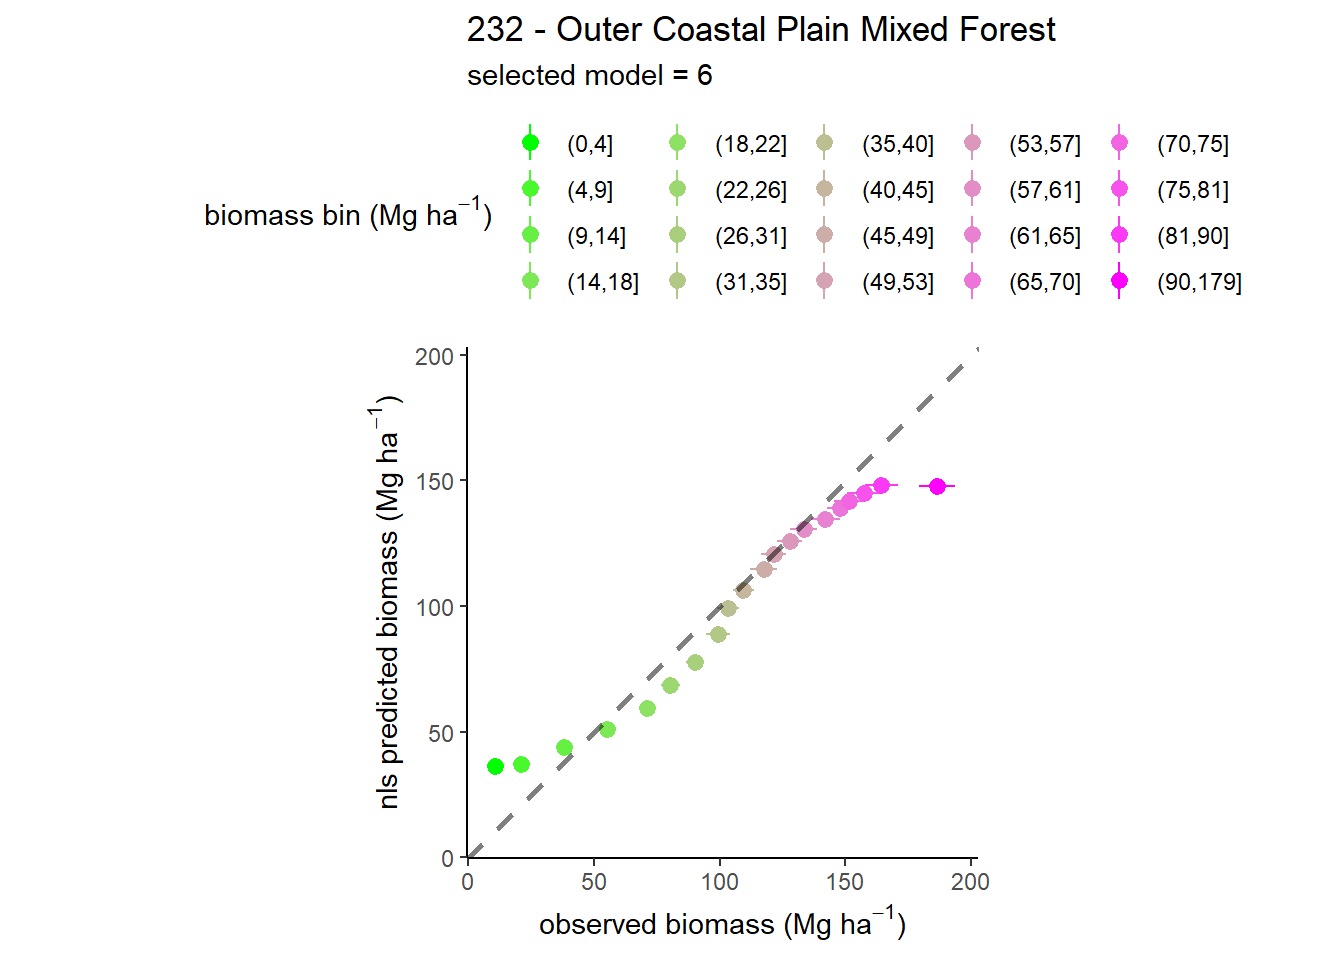 232 - Outer Coastal Plain Mixed Forest
selected model = 6
biomass bin (Mg ha⁻¹)
(0,4] (18,22] (35,40] (53,57] (70,75]
(4,9] (22,26] (40,45] (57,61] (75,81]
(9,14] (26,31] (45,49] (61,65] (81,90]
(14,18] (31,35] (49,53] (65,70] (90,179]
nls predicted biomass (Mg ha⁻¹)
200
150
100
50
0
0 50 100 150 200
observed biomass (Mg ha⁻¹)